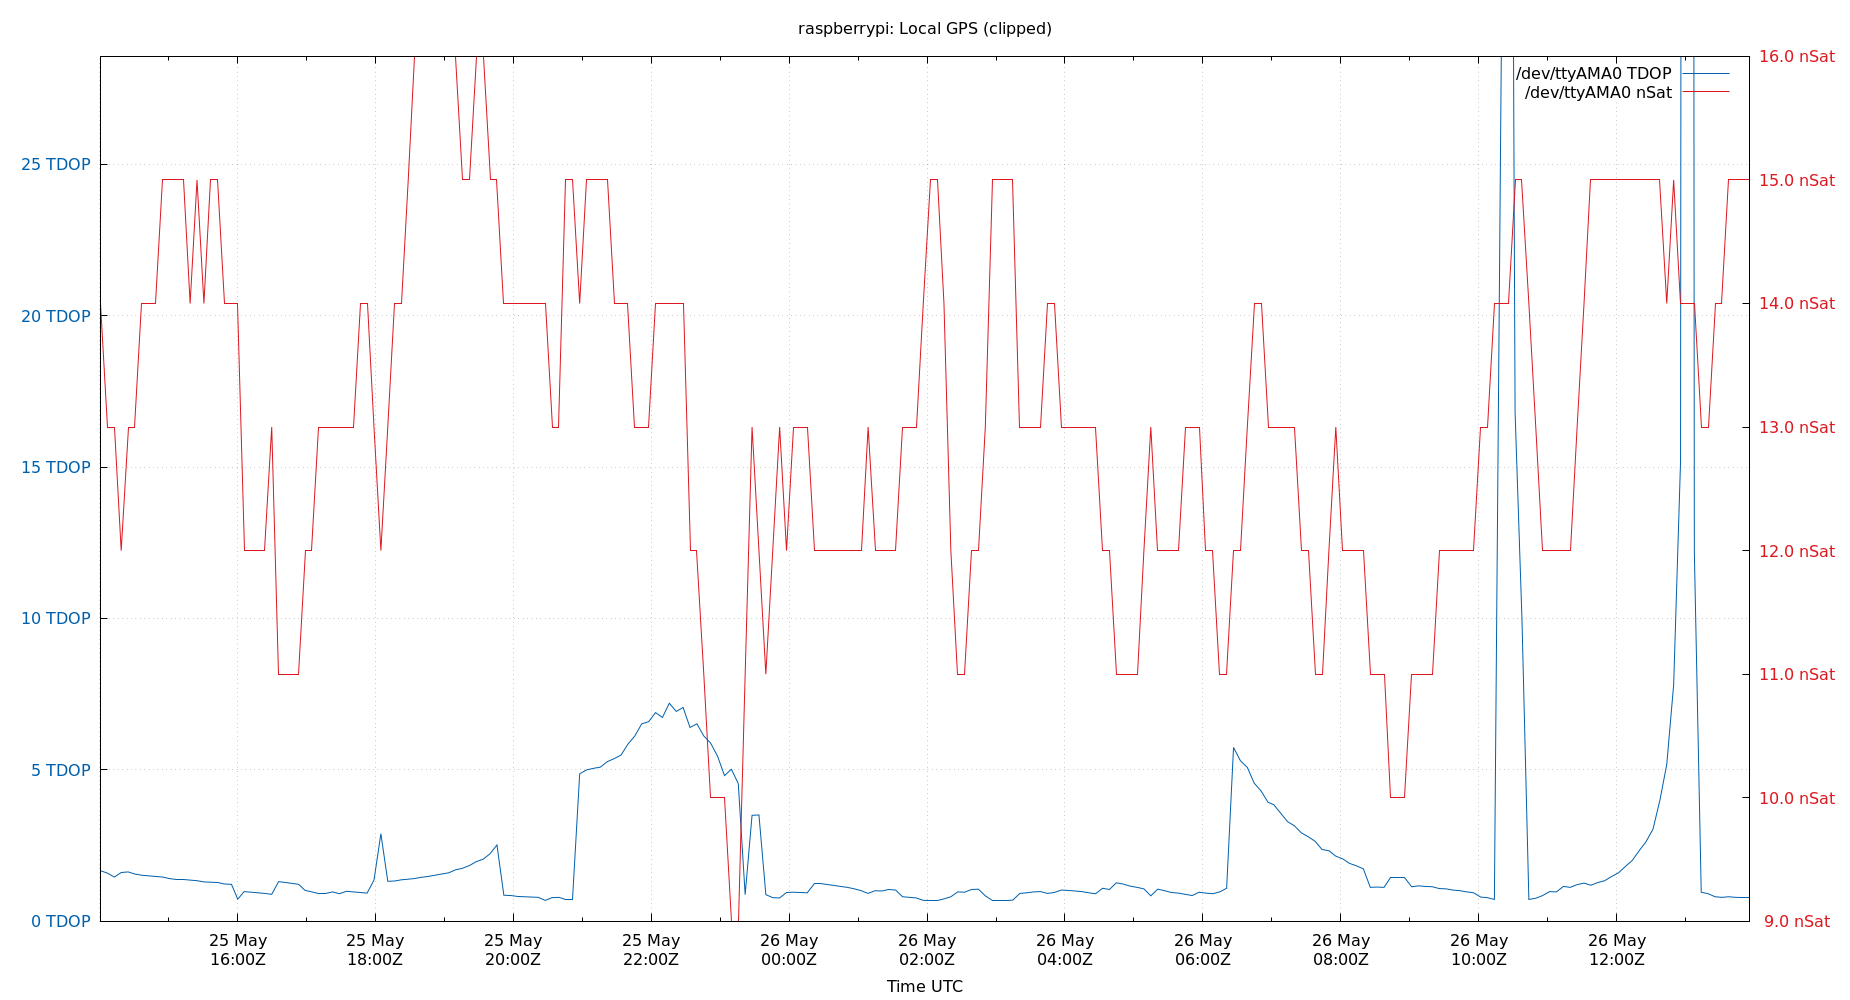 raspberrypi: Local GPS (clipped)
/dev/ttyAMA0 TDOP
/dev/ttyAMA0 nSat
25 TDOP
20 TDOP
15 TDOP
10 TDOP
5 TDOP
0 TDOP
16.0 nSat
15.0 nSat
14.0 nSat
13.0 nSat
12.0 nSat
11.0 nSat
10.0 nSat
9.0 nSat
25 May
16:00Z
25 May
18:00Z
25 May
20:00Z
25 May
22:00Z
26 May
00:00Z
26 May
02:00Z
26 May
04:00Z
26 May
06:00Z
26 May
08:00Z
26 May
10:00Z
26 May
12:00Z
Time UTC